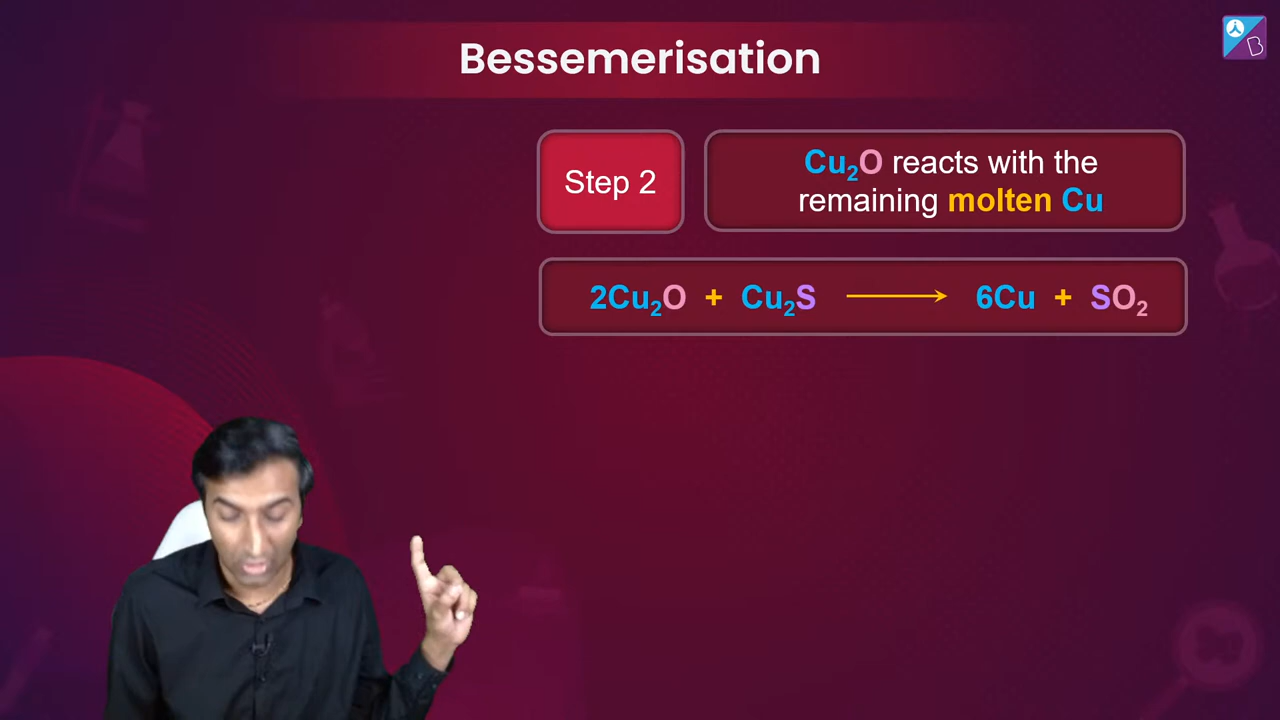 Bessemerisation
Step 2
Cu₂O reacts with the
remaining molten Cu
2Cu₂O + Cu₂S ⟶ 6Cu + SO₂
B